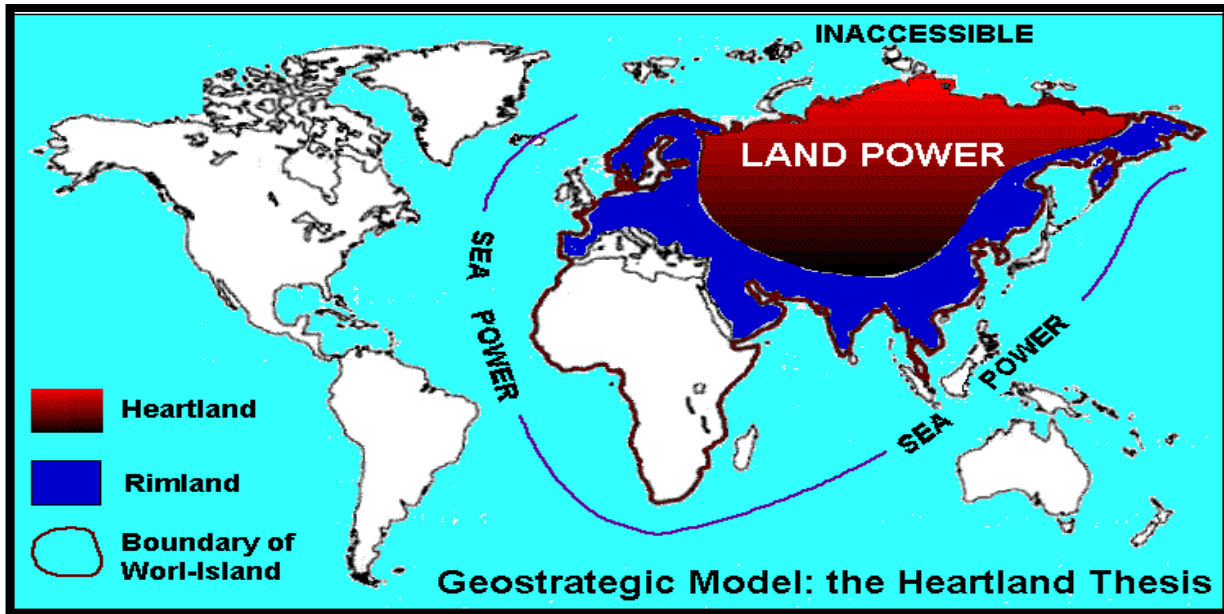 INACCESSIBLE
LAND POWER
SEA POWER
SEA POWER
Heartland
Rimland
Boundary of
Worl-Island
Geostrategic Model: the Heartland Thesis